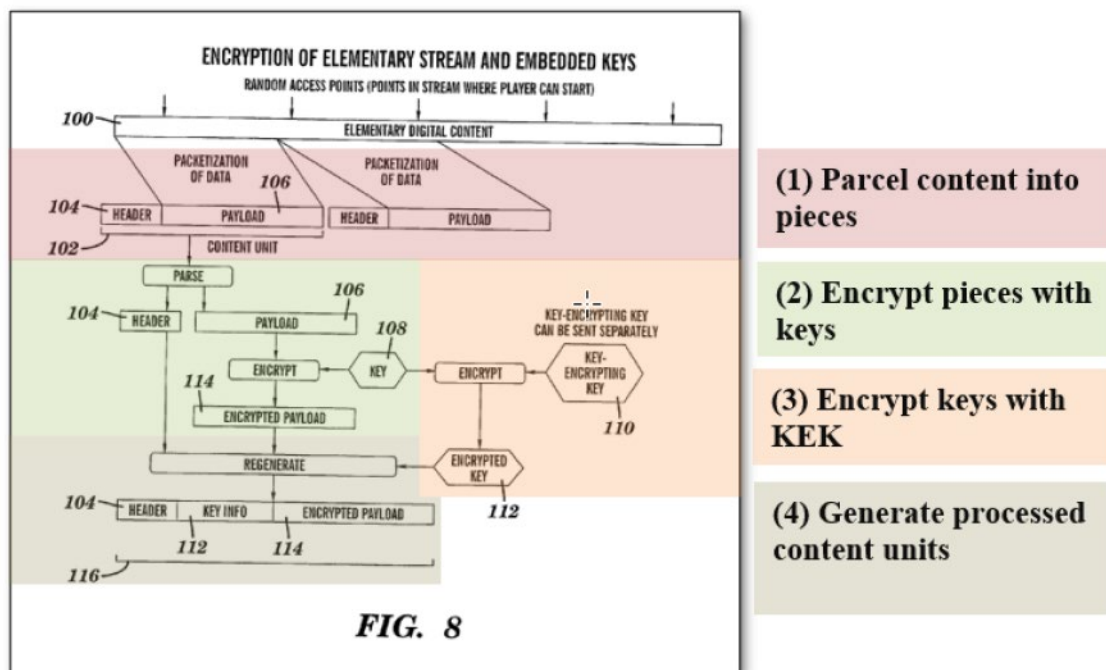 ENCRYPTION OF ELEMENTARY STREAM AND EMBEDDED KEYS
RANDOM ACCESS POINTS (POINTS IN STREAM WHERE PLAYER CAN START)
100
ELEMENTARY DIGITAL CONTENT
PACKETIZATION
OF DATA
PACKETIZATION
OF DATA
106
104
HEADER
PAYLOAD
HEADER
PAYLOAD
102
CONTENT UNIT
PARSE
104
HEADER
106
PAYLOAD
108
KEY-ENCRYPTING KEY
CAN BE SENT SEPARATELY
ENCRYPT
KEY
ENCRYPT
KEY-
ENCRYPTING
KEY
114
ENCRYPTED PAYLOAD
110
REGENERATE
ENCRYPTED
KEY
104
HEADER
KEY INFO
ENCRYPTED PAYLOAD
112
112
114
116
FIG. 8
(1) Parcel content into
pieces
(2) Encrypt pieces with
keys
(3) Encrypt keys with
KEK
(4) Generate processed
content units